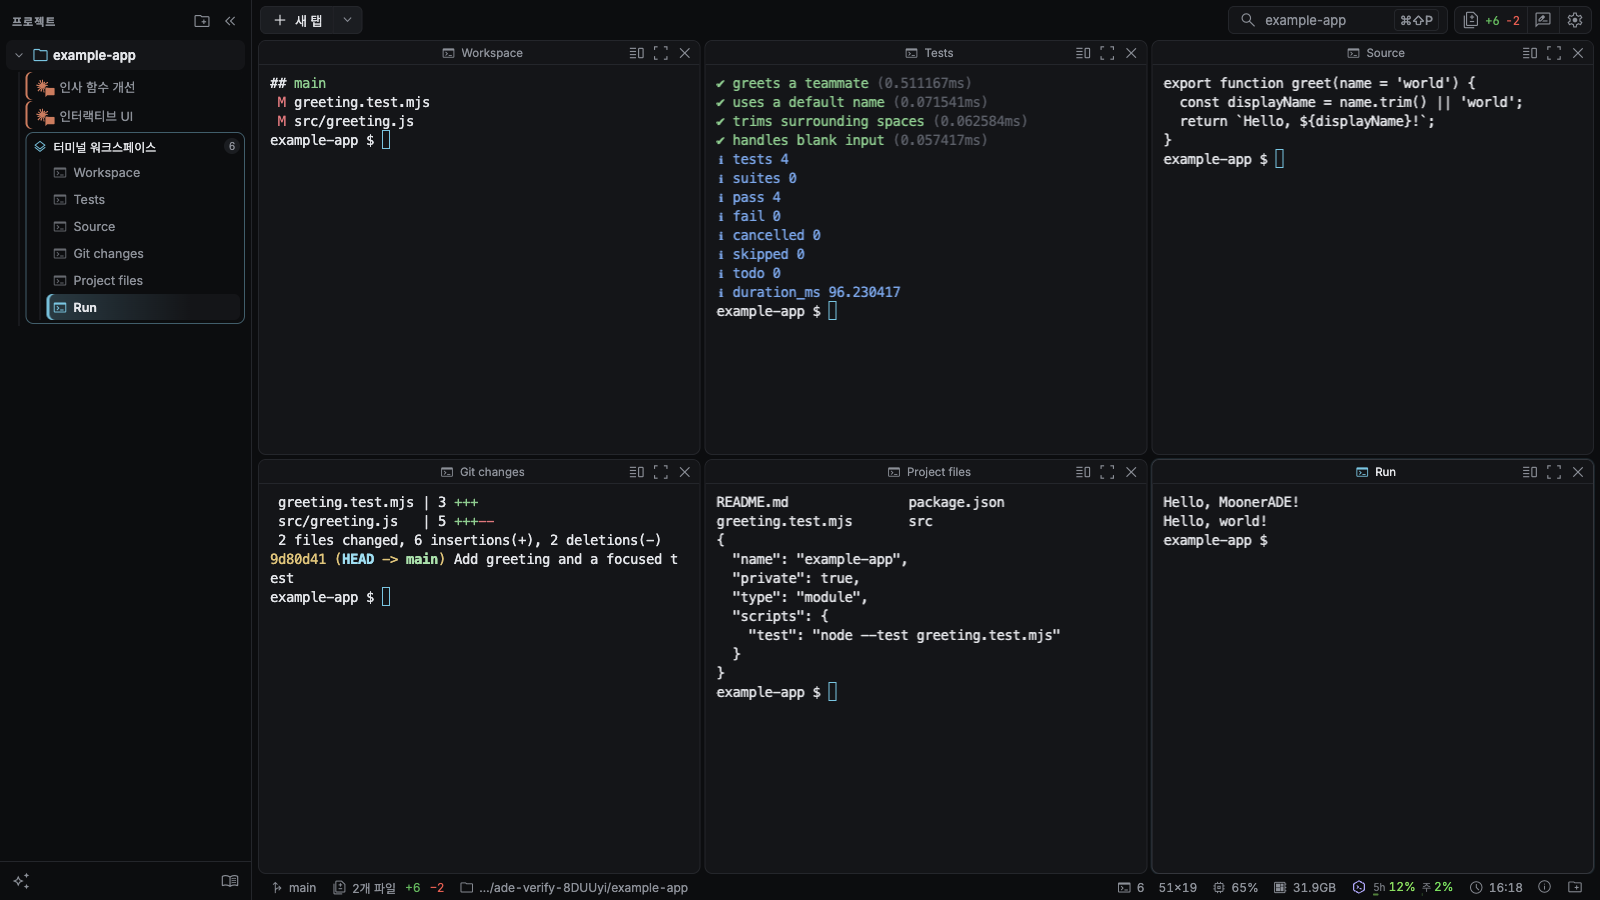 프로젝트
example-app
인사 함수 개선
인터랙티브 UI
터미널 워크스페이스 6
Workspace
Tests
Source
Git changes
Project files
Run
+ 새 탭
example-app ⌘⇧P
+6 -2
Workspace
## main
M greeting.test.mjs
M src/greeting.js
example-app $
Tests
✔ greets a teammate (0.511167ms)
✔ uses a default name (0.071541ms)
✔ trims surrounding spaces (0.062584ms)
✔ handles blank input (0.057417ms)
ℹ tests 4
ℹ suites 0
ℹ pass 4
ℹ fail 0
ℹ cancelled 0
ℹ skipped 0
ℹ todo 0
ℹ duration_ms 96.230417
example-app $
Source
export function greet(name = 'world') {
  const displayName = name.trim() || 'world';
  return `Hello, ${displayName}!`;
}
example-app $
Git changes
greeting.test.mjs | 3 +++
src/greeting.js   | 5 +++--
2 files changed, 6 insertions(+), 2 deletions(-)
9d80d41 (HEAD -> main) Add greeting and a focused t
est
example-app $
Project files
README.md package.json
greeting.test.mjs src
{
  "name": "example-app",
  "private": true,
  "type": "module",
  "scripts": {
    "test": "node --test greeting.test.mjs"
  }
}
example-app $
Run
Hello, MoonerADE!
Hello, world!
example-app $
main 2개 파일 +6 -2 .../ade-verify-8DUUyi/example-app
6 51×19 65% 31.9GB 5h 12% 주 2% 16:18